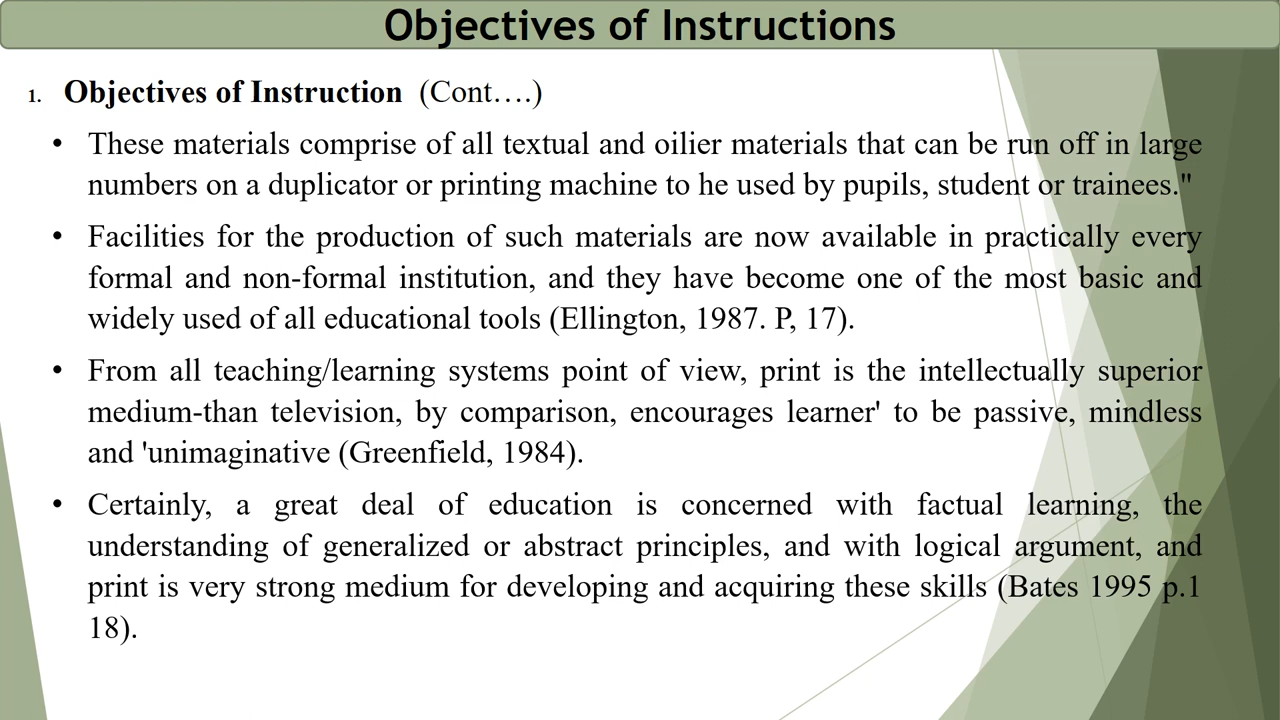 Objectives of Instructions
1. Objectives of Instruction (Cont….)
• These materials comprise of all textual and oilier materials that can be run off in large
numbers on a duplicator or printing machine to he used by pupils, student or trainees."
• Facilities for the production of such materials are now available in practically every
formal and non-formal institution, and they have become one of the most basic and
widely used of all educational tools (Ellington, 1987. P, 17).
• From all teaching/learning systems point of view, print is the intellectually superior
medium-than television, by comparison, encourages learner' to be passive, mindless
and 'unimaginative (Greenfield, 1984).
• Certainly, a great deal of education is concerned with factual learning, the
understanding of generalized or abstract principles, and with logical argument, and
print is very strong medium for developing and acquiring these skills (Bates 1995 p.1
18).